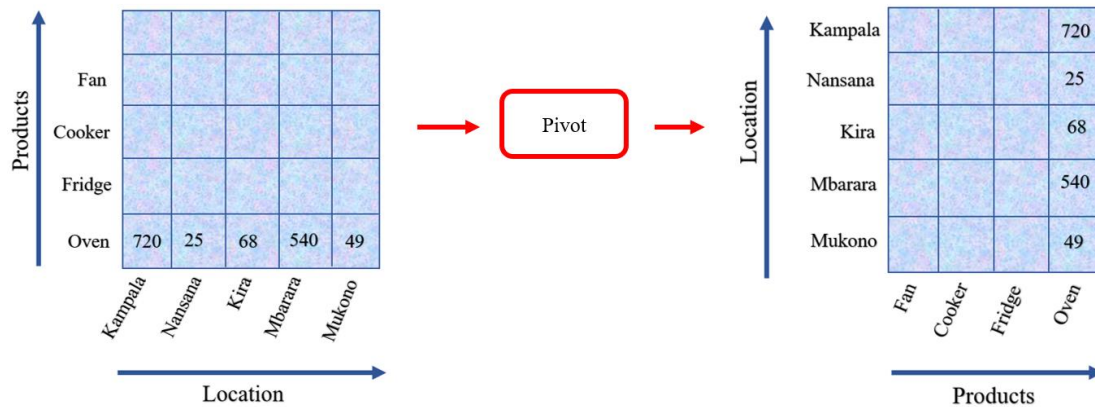 Products
Fan
Cooker
Fridge
Oven
720 25 68 540 49
Kampala
Nansana
Kira
Mbarara
Mukono
Location
Pivot
Location
Kampala
720
Nansana
25
Kira
68
Mbarara
540
Mukono
49
Fan
Cooker
Fridge
Oven
Products